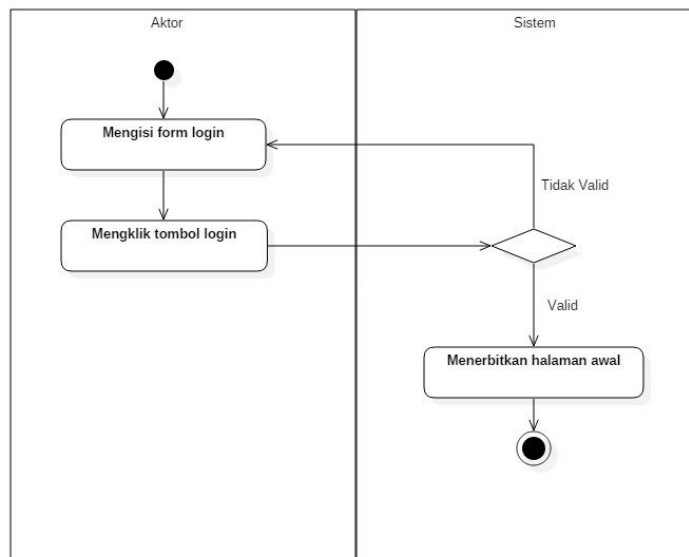 Aktor
Sistem
Mengisi form login
Tidak Valid
Mengklik tombol login
Valid
Menerbitkan halaman awal